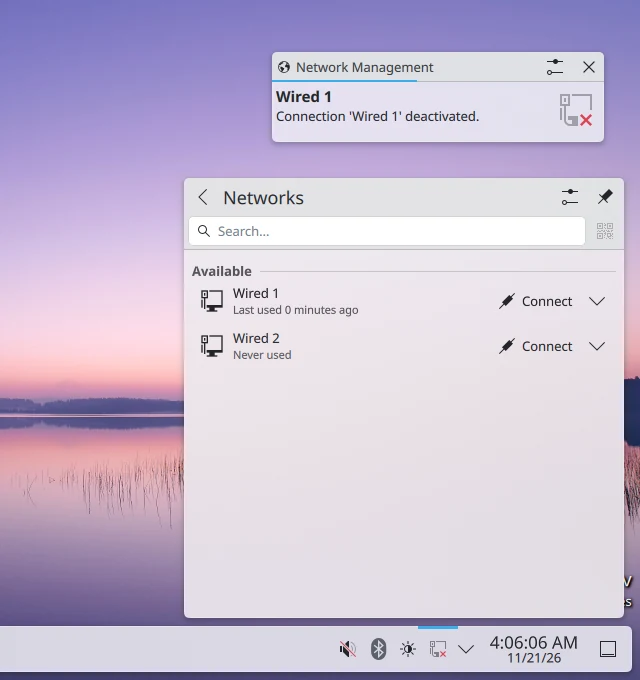 Network Management
Wired 1
Connection 'Wired 1' deactivated.
Networks
Search...
Available
Wired 1
Last used 0 minutes ago
Connect
Wired 2
Never used
Connect
4:06:06 AM
11/21/26